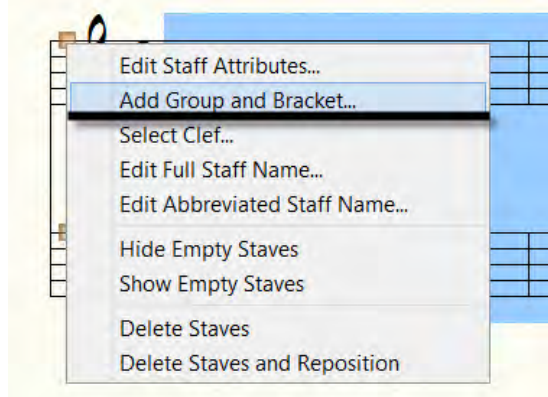 Edit Staff Attributes...
Add Group and Bracket...
Select Clef...
Edit Full Staff Name...
Edit Abbreviated Staff Name...
Hide Empty Staves
Show Empty Staves
Delete Staves
Delete Staves and Reposition